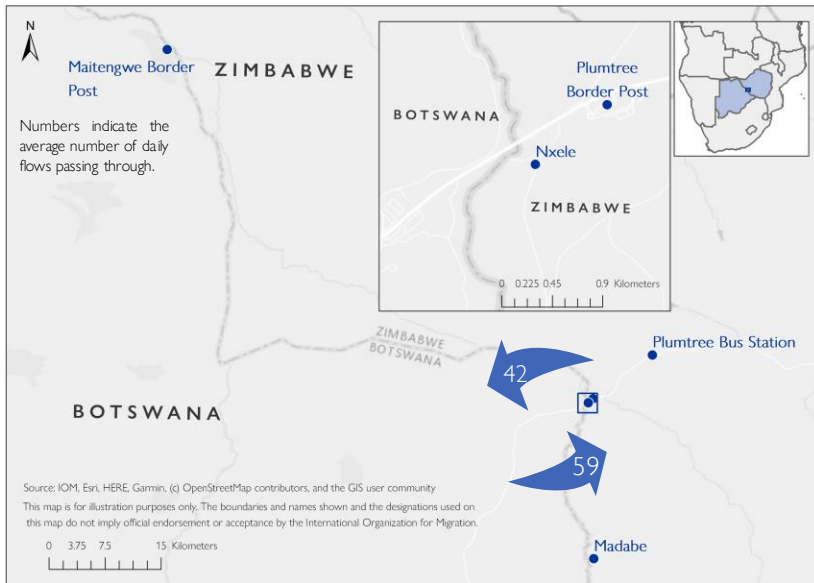 N
Maitengwe Border
Post
ZIMBABWE
Numbers indicate the
average number of daily
flows passing through.
Plumtree
Border Post
BOTSWANA
Nxele
ZIMBABWE
0 0.225 0.45 0.9 Kilometers
ZIMBABWE
BOTSWANA
Plumtree Bus Station
42
BOTSWANA
59
Source: IOM, Esri, HERE, Garmin, (c) OpenStreetMap contributors, and the GIS user community
This map is for illustration purposes only. The boundaries and names shown and the designations used on
this map do not imply official endorsement or acceptance by the International Organization for Migration.
0 3.75 7.5 15 Kilometers
Madabe